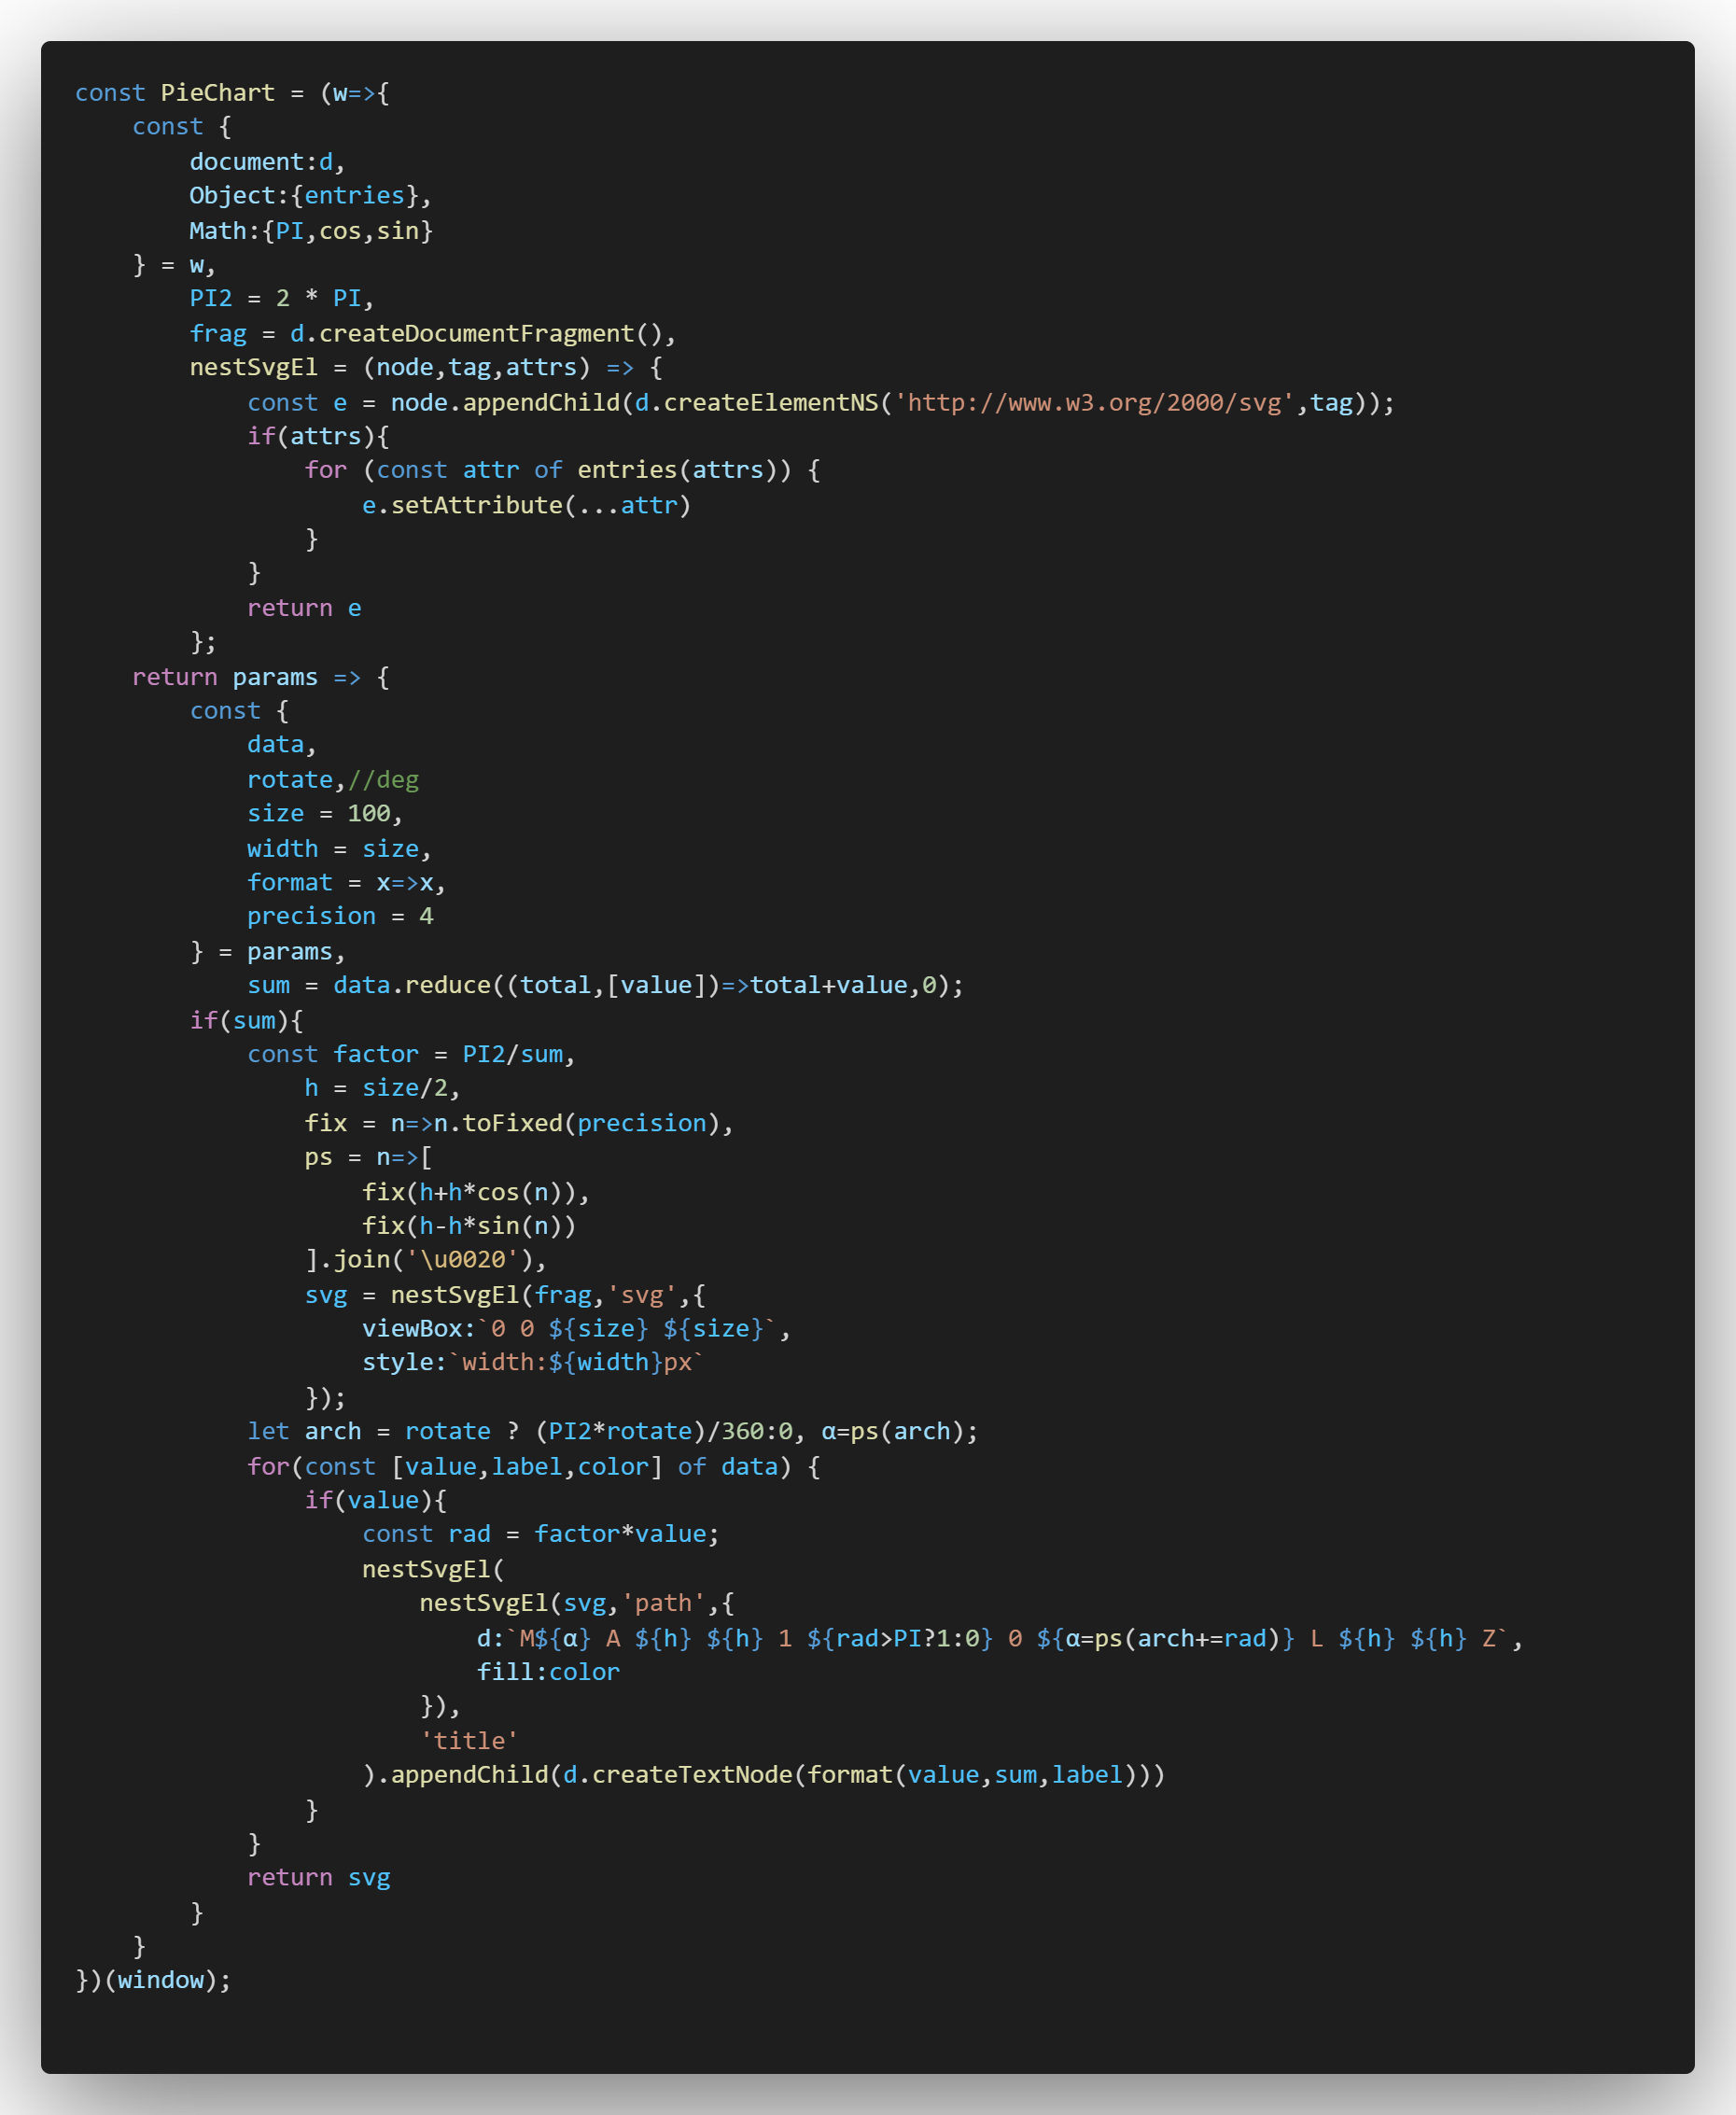 const PieChart = (w=>{
    const {
        document:d,
        Object:{entries},
        Math:{PI,cos,sin}
    } = w,
        PI2 = 2 * PI,
        frag = d.createDocumentFragment(),
        nestSvgEl = (node,tag,attrs) => {
            const e = node.appendChild(d.createElementNS('http://www.w3.org/2000/svg',tag));
            if(attrs){
                for (const attr of entries(attrs)) {
                    e.setAttribute(...attr)
                }
            }
            return e
        };
    return params => {
        const {
            data,
            rotate,//deg
            size = 100,
            width = size,
            format = x=>x,
            precision = 4
        } = params,
            sum = data.reduce((total,[value])=>total+value,0);
        if(sum){
            const factor = PI2/sum,
                h = size/2,
                fix = n=>n.toFixed(precision),
                ps = n=>[
                    fix(h+h*cos(n)),
                    fix(h-h*sin(n))
                ].join('\u0020'),
                svg = nestSvgEl(frag,'svg',{
                    viewBox:`0 0 ${size} ${size}`,
                    style:`width:${width}px`
                });
            let arch = rotate ? (PI2*rotate)/360:0, α=ps(arch);
            for(const [value,label,color] of data) {
                if(value){
                    const rad = factor*value;
                    nestSvgEl(
                        nestSvgEl(svg,'path',{
                            d:`M${α} A ${h} ${h} 1 ${rad>PI?1:0} 0 ${α=ps(arch+=rad)} L ${h} ${h} Z`,
                            fill:color
                        }),
                        'title'
                    ).appendChild(d.createTextNode(format(value,sum,label)))
                }
            }
            return svg
        }
    }
})(window);